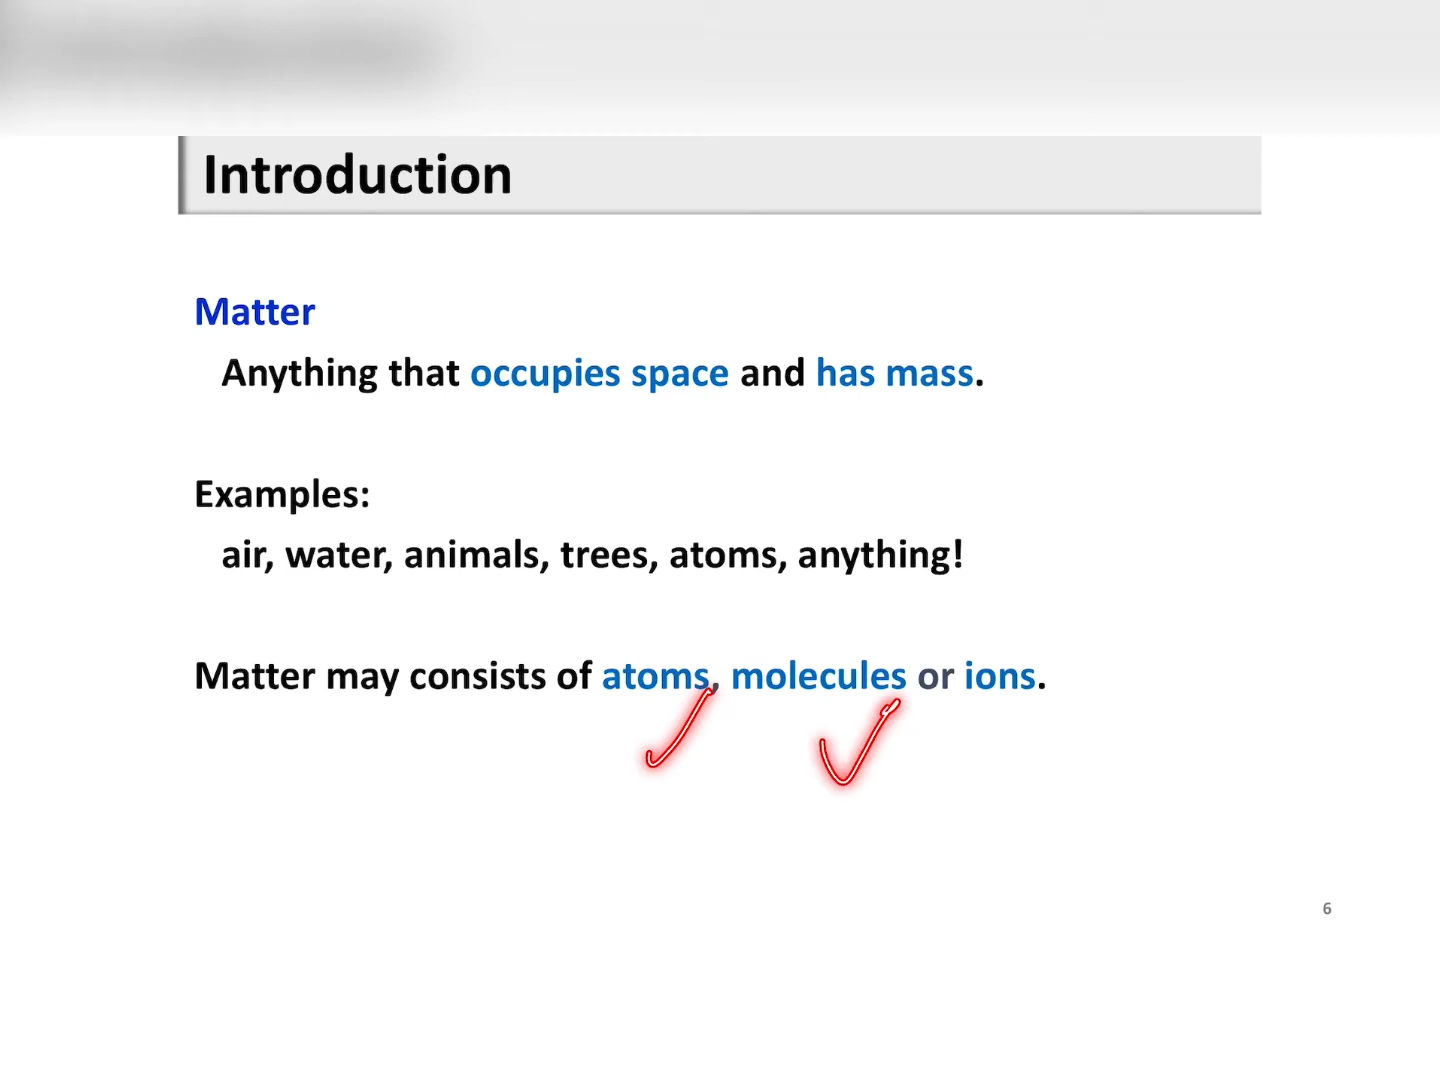 Introduction
Matter
Anything that occupies space and has mass.
Examples:
air, water, animals, trees, atoms, anything!
Matter may consists of atoms, molecules or ions.
6